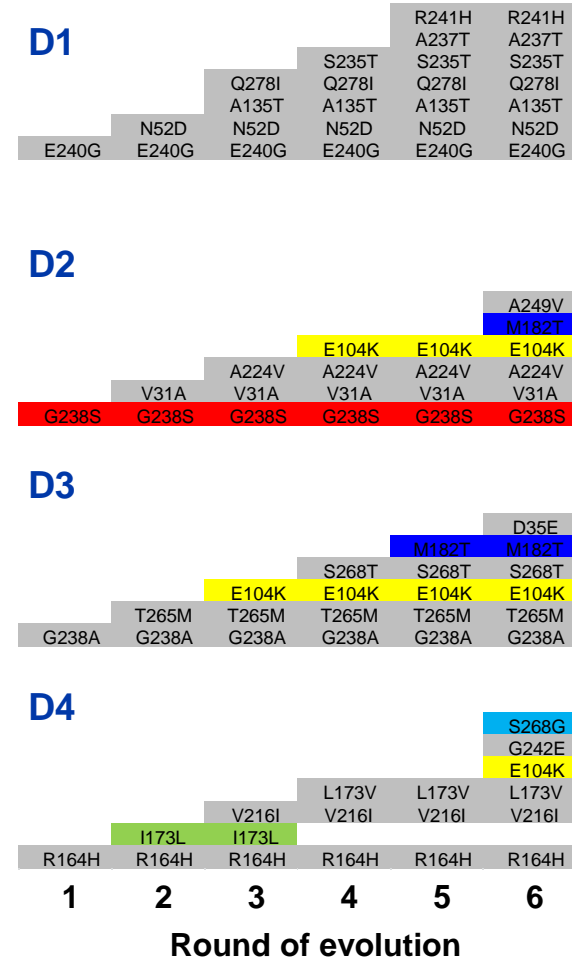 D1
R241H R241H
A237T A237T
S235T S235T S235T
Q278I Q278I Q278I Q278I
A135T A135T A135T A135T
N52D N52D N52D N52D N52D
E240G E240G E240G E240G E240G E240G
D2
A249V
M182T
E104K E104K E104K
A224V A224V A224V A224V
V31A V31A V31A V31A V31A
G238S G238S G238S G238S G238S G238S
D3
D35E
M182T M182T
S268T S268T S268T
E104K E104K E104K E104K
T265M T265M T265M T265M T265M
G238A G238A G238A G238A G238A G238A
D4
S268G
G242E
E104K
L173V L173V L173V
V216I V216I V216I V216I
I173L I173L
R164H R164H R164H R164H R164H R164H
1 2 3 4 5 6
Round of evolution